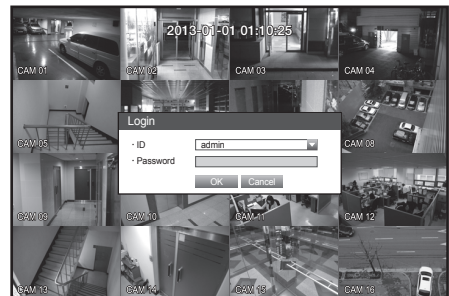 2013-01-01 01:10:25
CAM 01
CAM 02
CAM 03
CAM 04
Login
CAM 05
CAM 08
· ID
admin
· Password
OK
Cancel
CAM 09
CAM 10
CAM 11
CAM 12
CAM 13
CAM 14
CAM 15
CAM 16